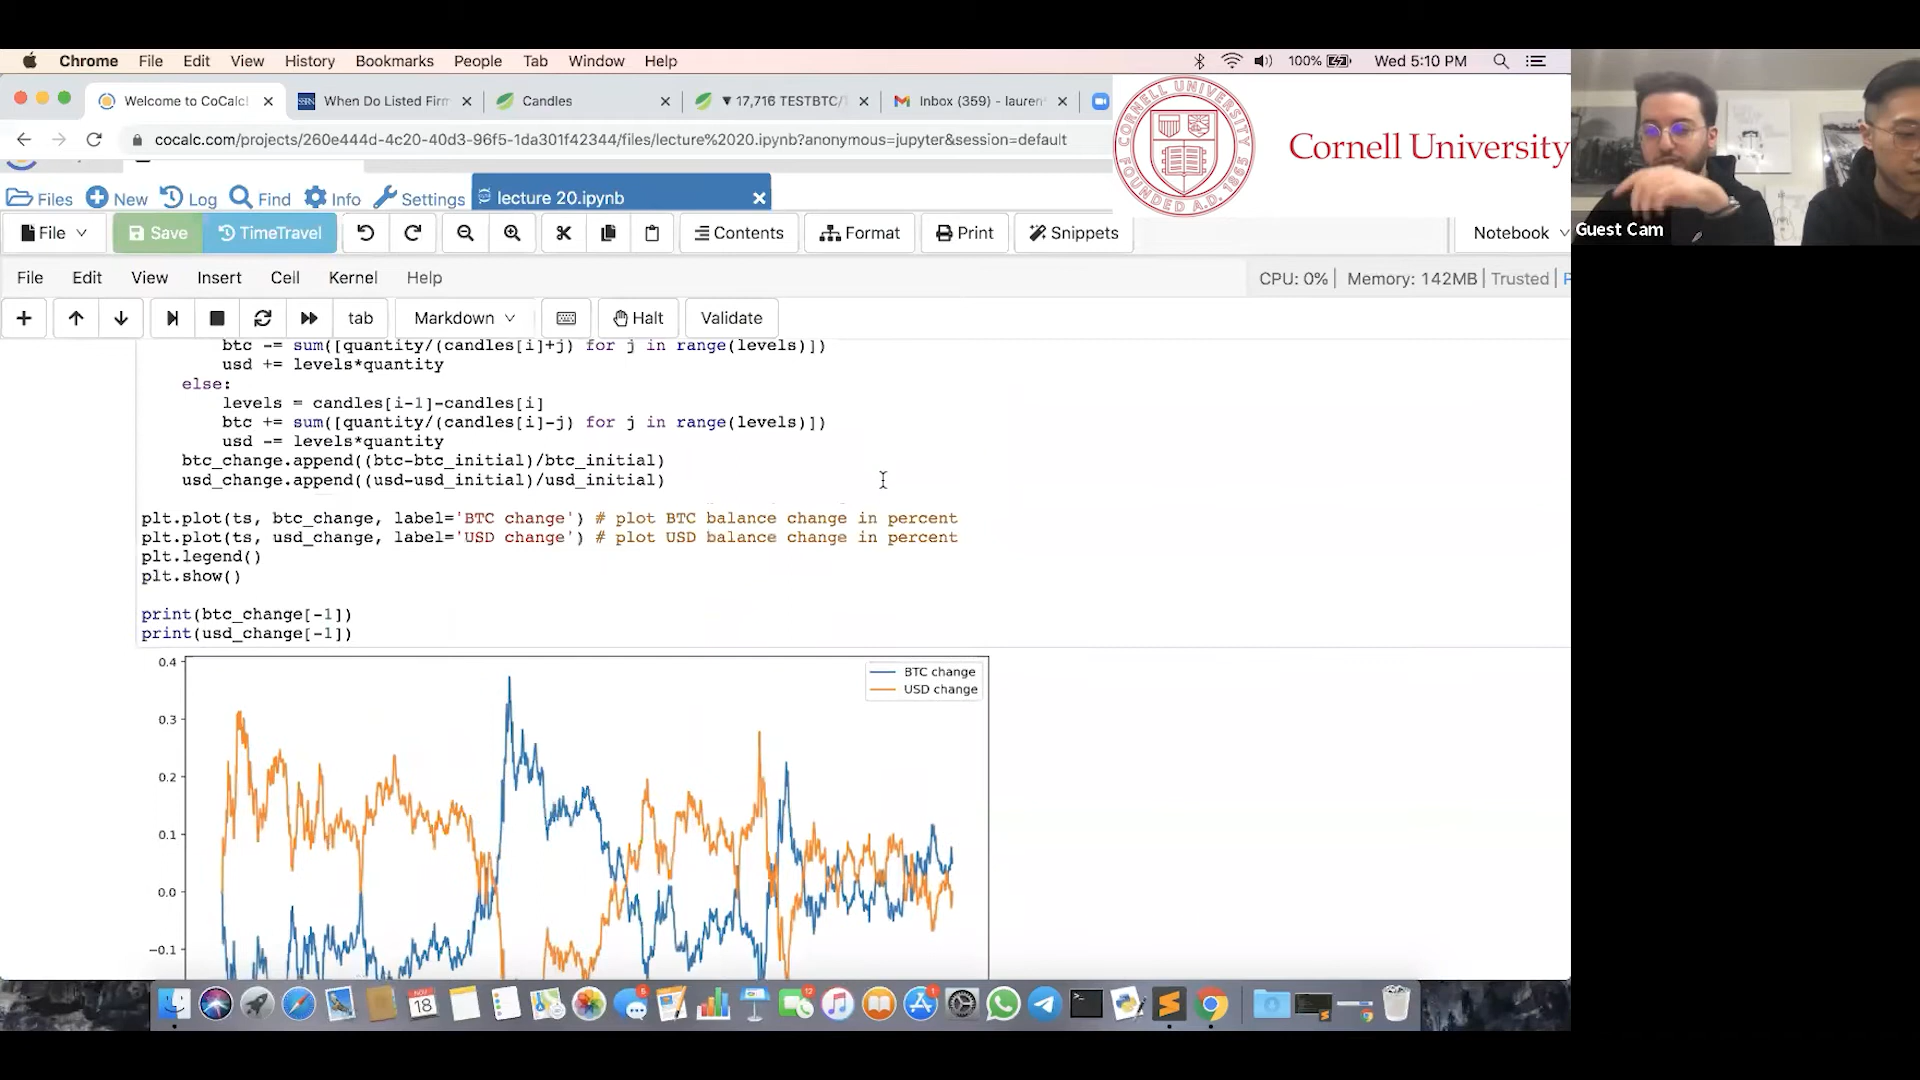 Chrome File Edit View History Bookmarks People Tab Window Help 100% Wed 5:10 PM
Welcome to CoCalc! × When Do Listed Firm × Candles × ▼ 17,716 TESTBTC/ × Inbox (359) - lauren ×
cocalc.com/projects/260e444d-4c20-40d3-96f5-1da301f42344/files/lecture%2020.ipynb?anonymous=jupyter&session=default
CORNELL UNIVERSITY FOUNDED A.D. 1865
Cornell University
Files New Log Find Info Settings lecture 20.ipynb ×
File Save TimeTravel Contents Format Print Snippets Notebook
Guest Cam
File Edit View Insert Cell Kernel Help CPU: 0% | Memory: 142MB | Trusted |
tab Markdown Halt Validate
btc -= sum([quantity/(candles[i]+j) for j in range(levels)])
usd += levels*quantity
else:
levels = candles[i-1]-candles[i]
btc += sum([quantity/(candles[i]-j) for j in range(levels)])
usd -= levels*quantity
btc_change.append((btc-btc_initial)/btc_initial)
usd_change.append((usd-usd_initial)/usd_initial)
plt.plot(ts, btc_change, label='BTC change') # plot BTC balance change in percent
plt.plot(ts, usd_change, label='USD change') # plot USD balance change in percent
plt.legend()
plt.show()
print(btc_change[-1])
print(usd_change[-1])
0.4
BTC change
USD change
0.3
0.2
0.1
0.0
−0.1
NOV
18
5
12
1